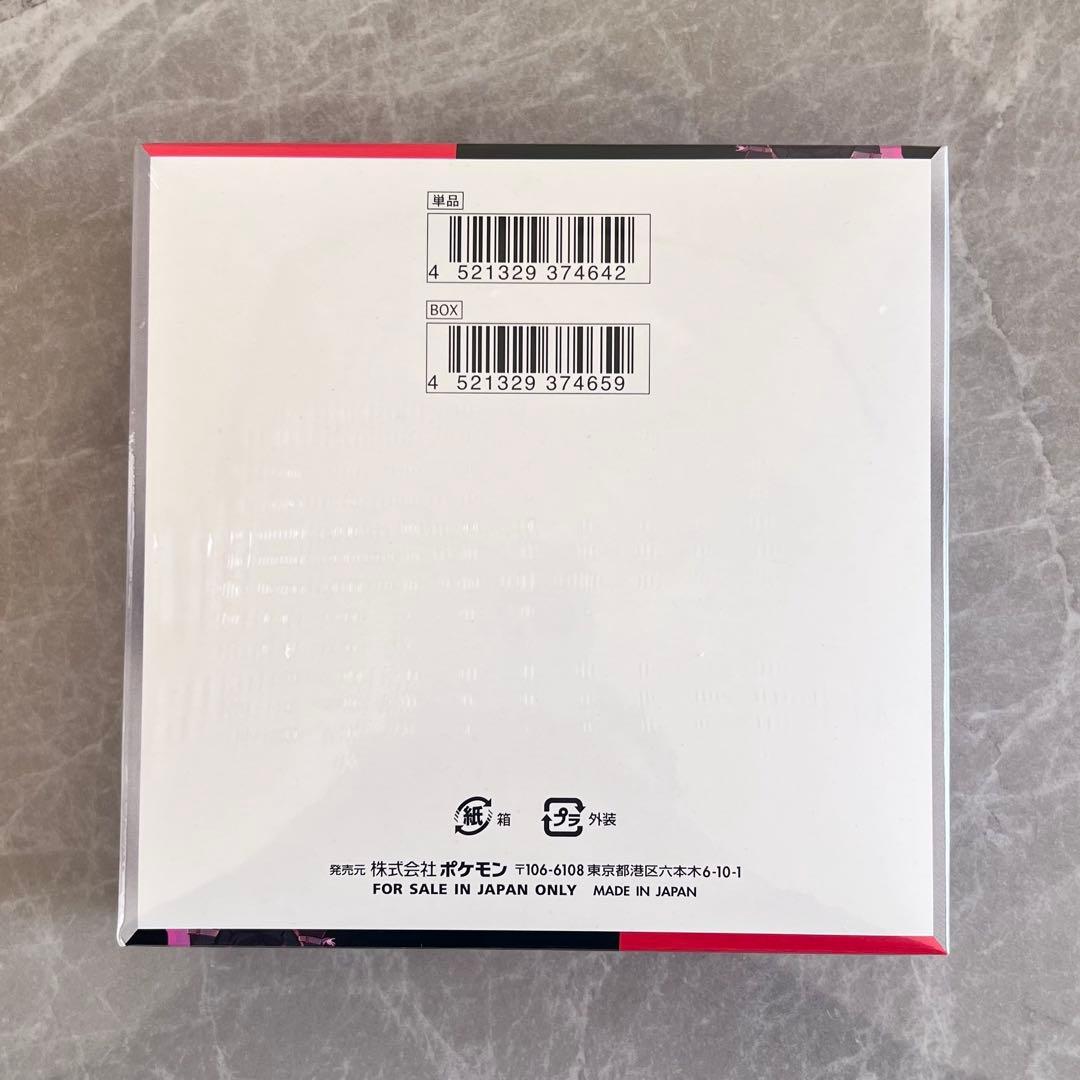 単品
4 521329 374642
BOX
4 521329 374659
紙 箱 プラ 外装
発売元 株式会社ポケモン 〒106-6108 東京都港区六本木6-10-1
FOR SALE IN JAPAN ONLY MADE IN JAPAN